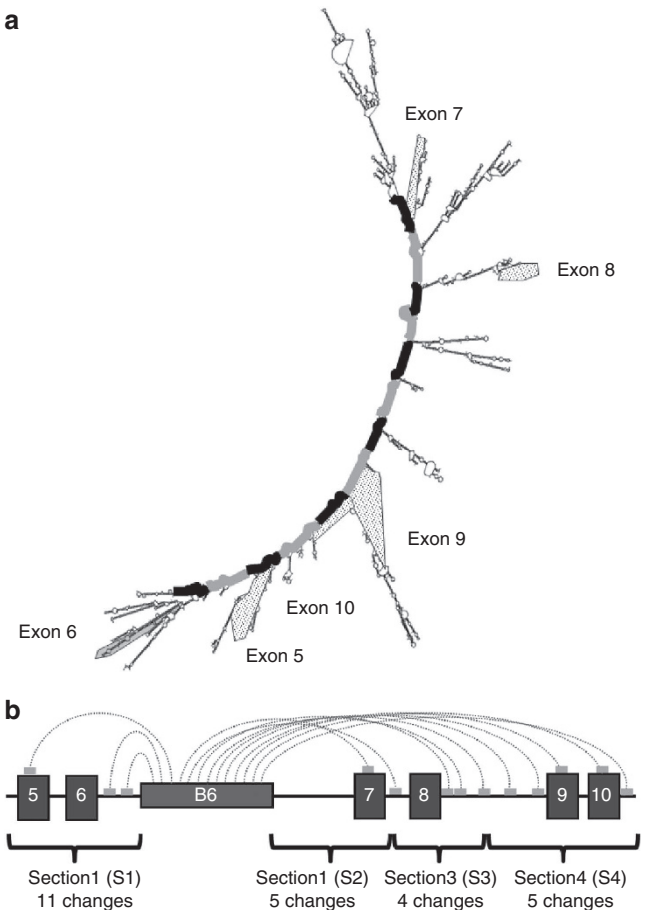 a
Exon 7
Exon 8
Exon 9
Exon 10
Exon 5
Exon 6
b
5 6 B6 7 8 9 10
Section1 (S1) Section1 (S2) Section3 (S3) Section4 (S4)
11 changes 5 changes 4 changes 5 changes